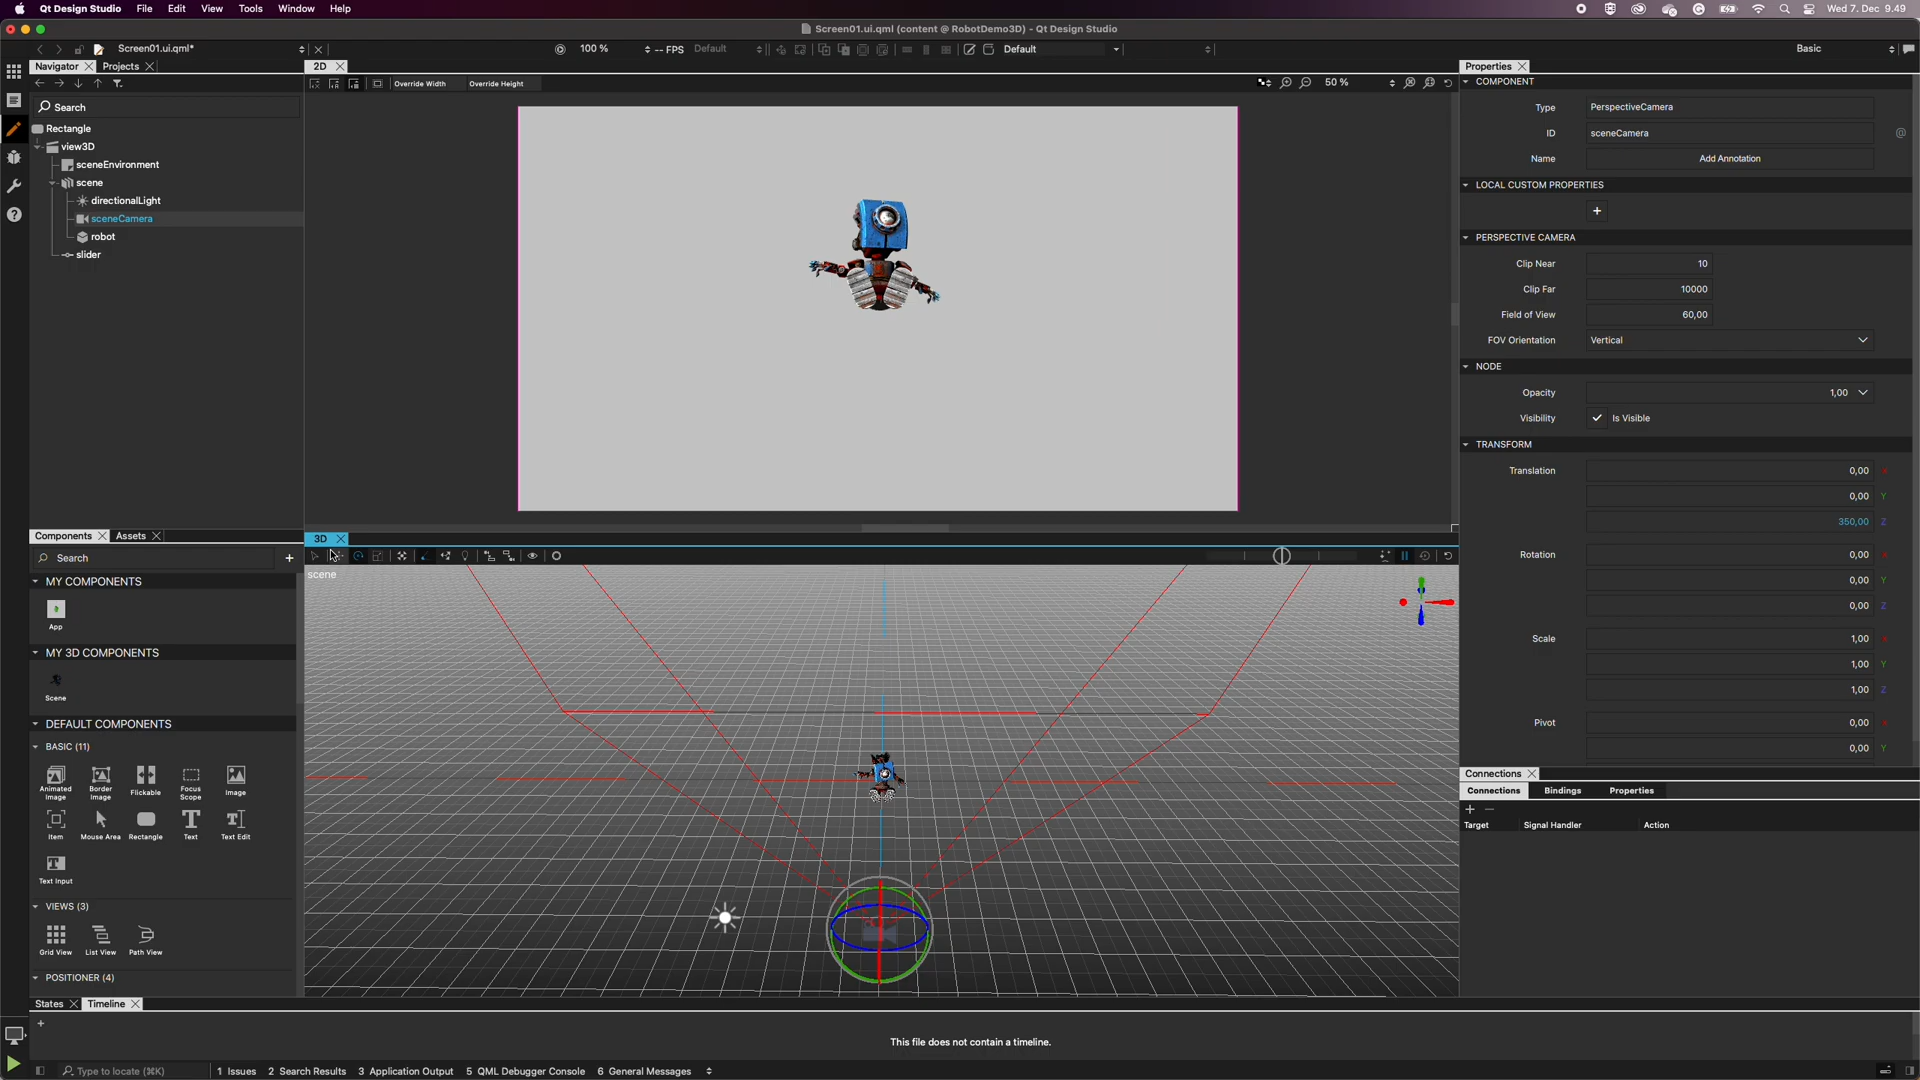 Qt Design Studio File Edit View Tools Window Help Wed 7. Dec 9.49
Screen01.ui.qml (content @ RobotDemo3D) - Qt Design Studio
Screen01.ui.qml* 100 % -- FPS Default Default Basic
Navigator Projects 2D Properties
Override Width Override Height 50 %
Search
Rectangle
view3D
sceneEnvironment
scene
directionalLight
sceneCamera
robot
slider
COMPONENT
Type PerspectiveCamera
ID sceneCamera @
Name Add Annotation
LOCAL CUSTOM PROPERTIES
+
PERSPECTIVE CAMERA
Clip Near 10
Clip Far 10000
Field of View 60,00
FOV Orientation Vertical
NODE
Opacity 1,00
Visibility Is Visible
TRANSFORM
Translation 0,00 X
0,00 Y
350,00 Z
Rotation 0,00 X
0,00 Y
0,00 Z
Scale 1,00 X
1,00 Y
1,00 Z
Pivot 0,00 X
0,00 Y
Components Assets 3D
Search +
scene
MY COMPONENTS
App
MY 3D COMPONENTS
Scene
DEFAULT COMPONENTS
BASIC (11)
Animated Image Border Image Flickable Focus Scope Image
Item Mouse Area Rectangle Text Text Edit
Text Input
VIEWS (3)
Grid View List View Path View
POSITIONER (4)
Connections
Connections Bindings Properties
+ −
Target Signal Handler Action
States Timeline
+
This file does not contain a timeline.
Type to locate (⌘K) 1 Issues 2 Search Results 3 Application Output 5 QML Debugger Console 6 General Messages